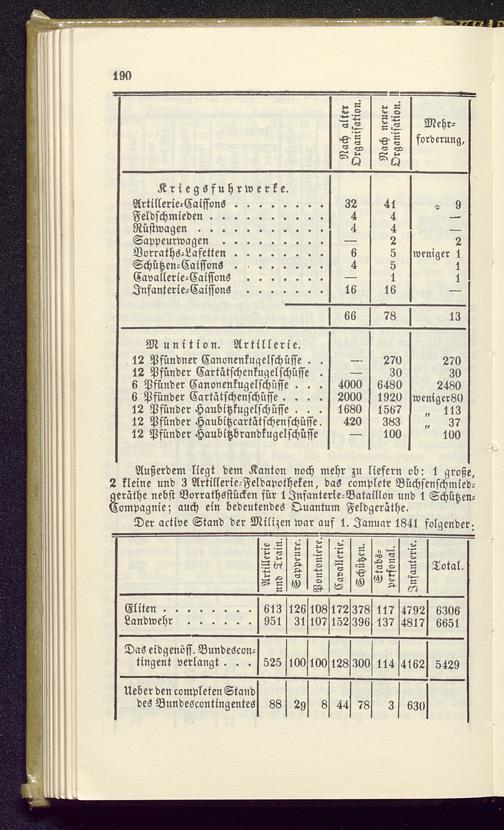 190
Nach alter Organisation. Nach neuer Organisation. Mehr-
forderung,
Kriegsfuhrwerke.
Artillerie-Caissons . . . . . . . . 32 41 9
Feldschmieden . . . . . . . . . 4 4 —
Rüstwagen . . . . . . . . . . 4 4 —
Sappeurwagen . . . . . . . . . — 2 2
Vorraths-Lafetten . . . . . . . . 6 5 weniger 1
Schützen-Caissons . . . . . . . . 4 5 1
Cavallerie-Caissons . . . . . . . — 1 1
Infanterie-Caissons . . . . . . . 16 16 —
66 78 13
Munition. Artillerie.
12 Pfündner Canonenkugelschüsse . . — 270 270
12 Pfünder Cartätschenkugelschüsse . — 30 30
6 Pfünder Canonenkugelschüsse . . . 4000 6480 2480
6 Pfünder Cartätschenschüsse . . . . 2000 1920 weniger 80
12 Pfünder Haubitzkugelschüsse . . . 1680 1567 „ 113
12 Pfünder Haubitzcartätschenschüsse. 420 383 „ 37
12 Pfünder Haubitzbrandkugelschüsse — 100 100
Außerdem liegt dem Kanton noch mehr zu liefern ob: 1 große,
2 kleine und 3 Artillerie-Feldapotheken, das complete Büchsenschmied-
geräthe nebst Vorrathsstücken für 1 Infanterie-Bataillon und 1 Schützen-
Compagnie; auch ein bedeutendes Quantum Feldgeräthe.
Der active Stand der Milizen war auf 1. Januar 1841 folgender:
Artillerie und Train. Sappeure. Pontoniere. Cavallerie. Schützen. Stabs-personal. Infanterie. Total.
Eliten . . . . . . . . 613 126 108 172 378 117 4792 6306
Landwehr . . . . . . 951 31 107 152 396 137 4817 6651
Das eidgenöss. Bundescon-
tingent verlangt . . . 525 100 100 128 300 114 4162 5429
Ueber den completen Stand
des Bundescontingentes 88 29 8 44 78 3 630